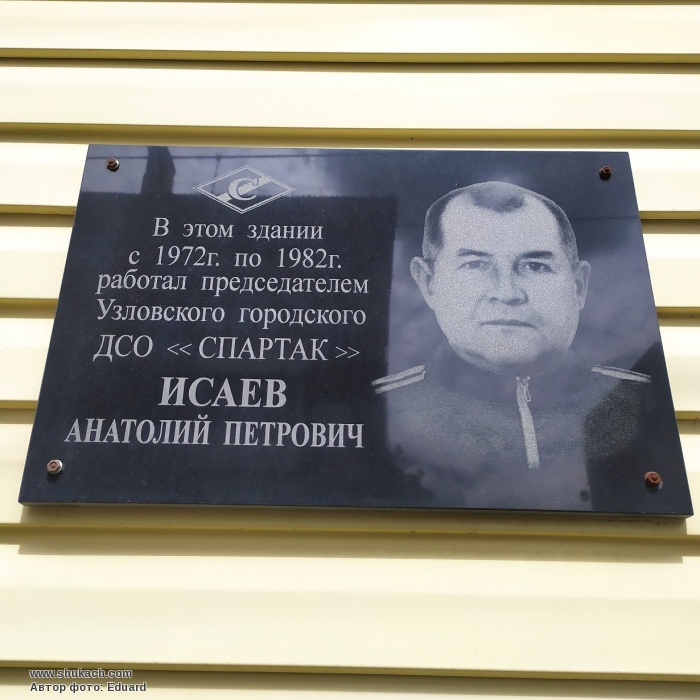 С
В этом здании
с 1972г. по 1982г.
работал председателем
Узловского городского
ДСО << СПАРТАК >>
ИСАЕВ
АНАТОЛИЙ ПЕТРОВИЧ
www.shukach.com
Автор фото: Eduard